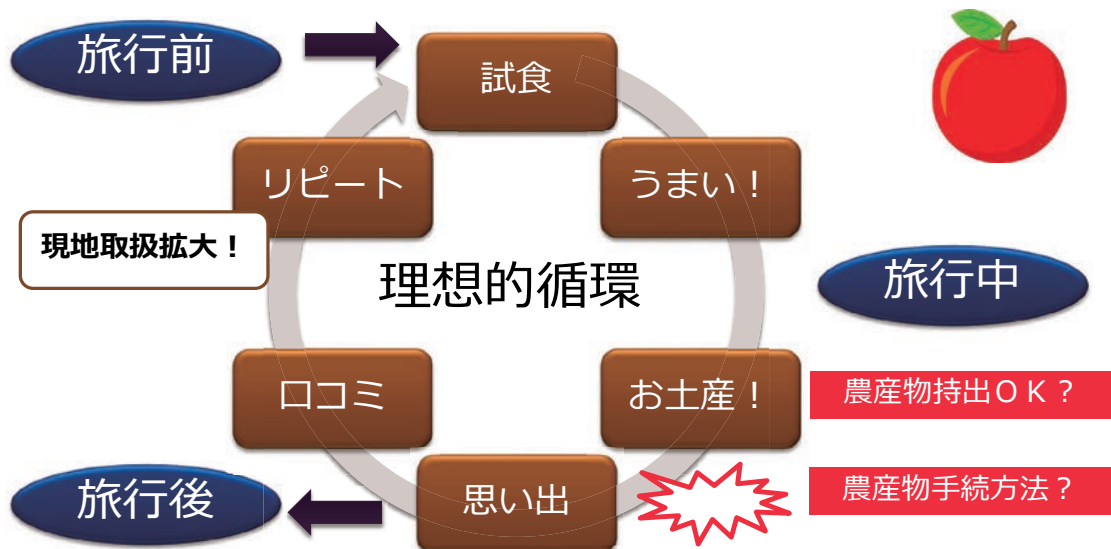 旅行前
試食
リピート
うまい！
現地取扱拡大！
理想的循環
旅行中
口コミ
お土産！
農産物持出ＯＫ？
旅行後
思い出
農産物手続方法？